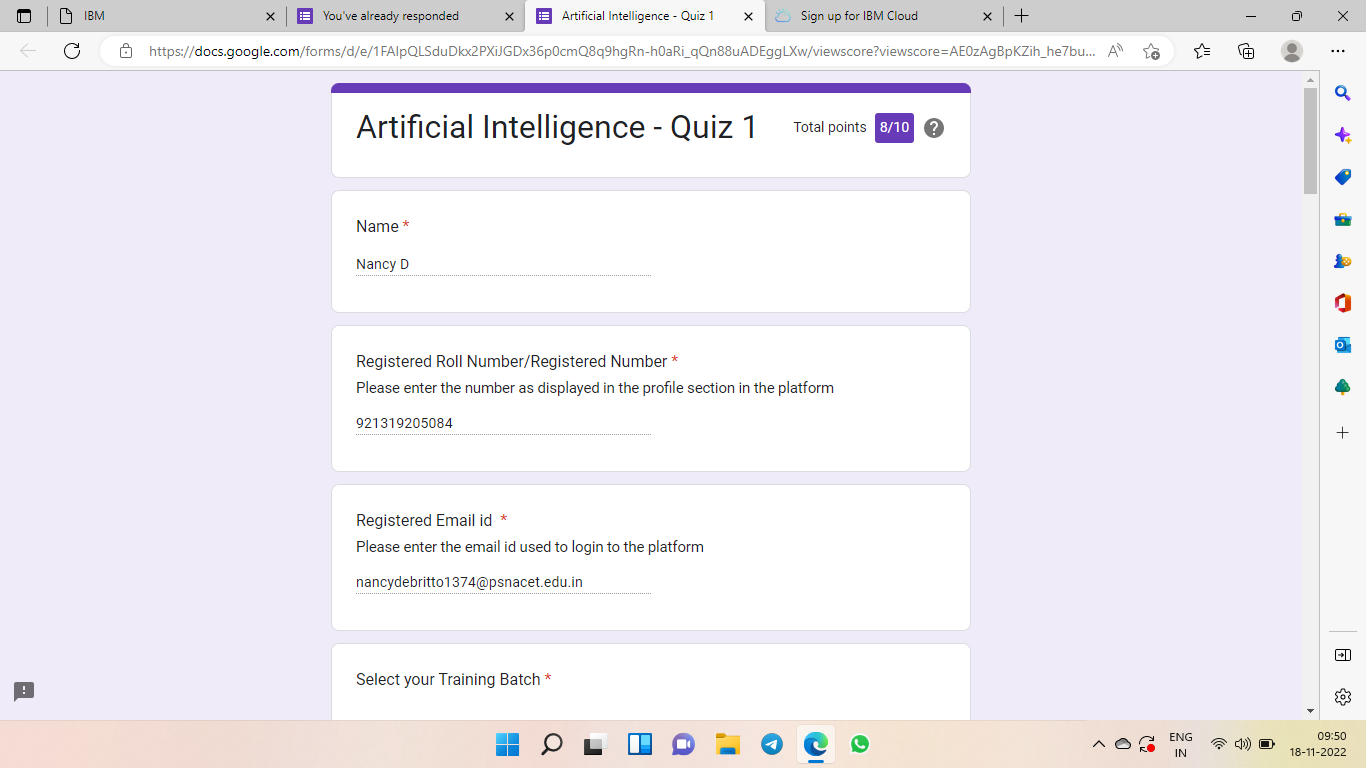 IBM
You've already responded
Artificial Intelligence - Quiz 1
Sign up for IBM Cloud
https://docs.google.com/forms/d/e/1FAIpQLSduDkx2PXiJGDx36p0cmQ8q9hgRn-h0aRi_qQn88uADEggLXw/viewscore?viewscore=AE0zAgBpKZih_he7bu...
Artificial Intelligence - Quiz 1
Total points 8/10
Name *
Nancy D
Registered Roll Number/Registered Number *
Please enter the number as displayed in the profile section in the platform
921319205084
Registered Email id *
Please enter the email id used to login to the platform
nancydebritto1374@psnacet.edu.in
Select your Training Batch *
ENG
IN
09:50
18-11-2022